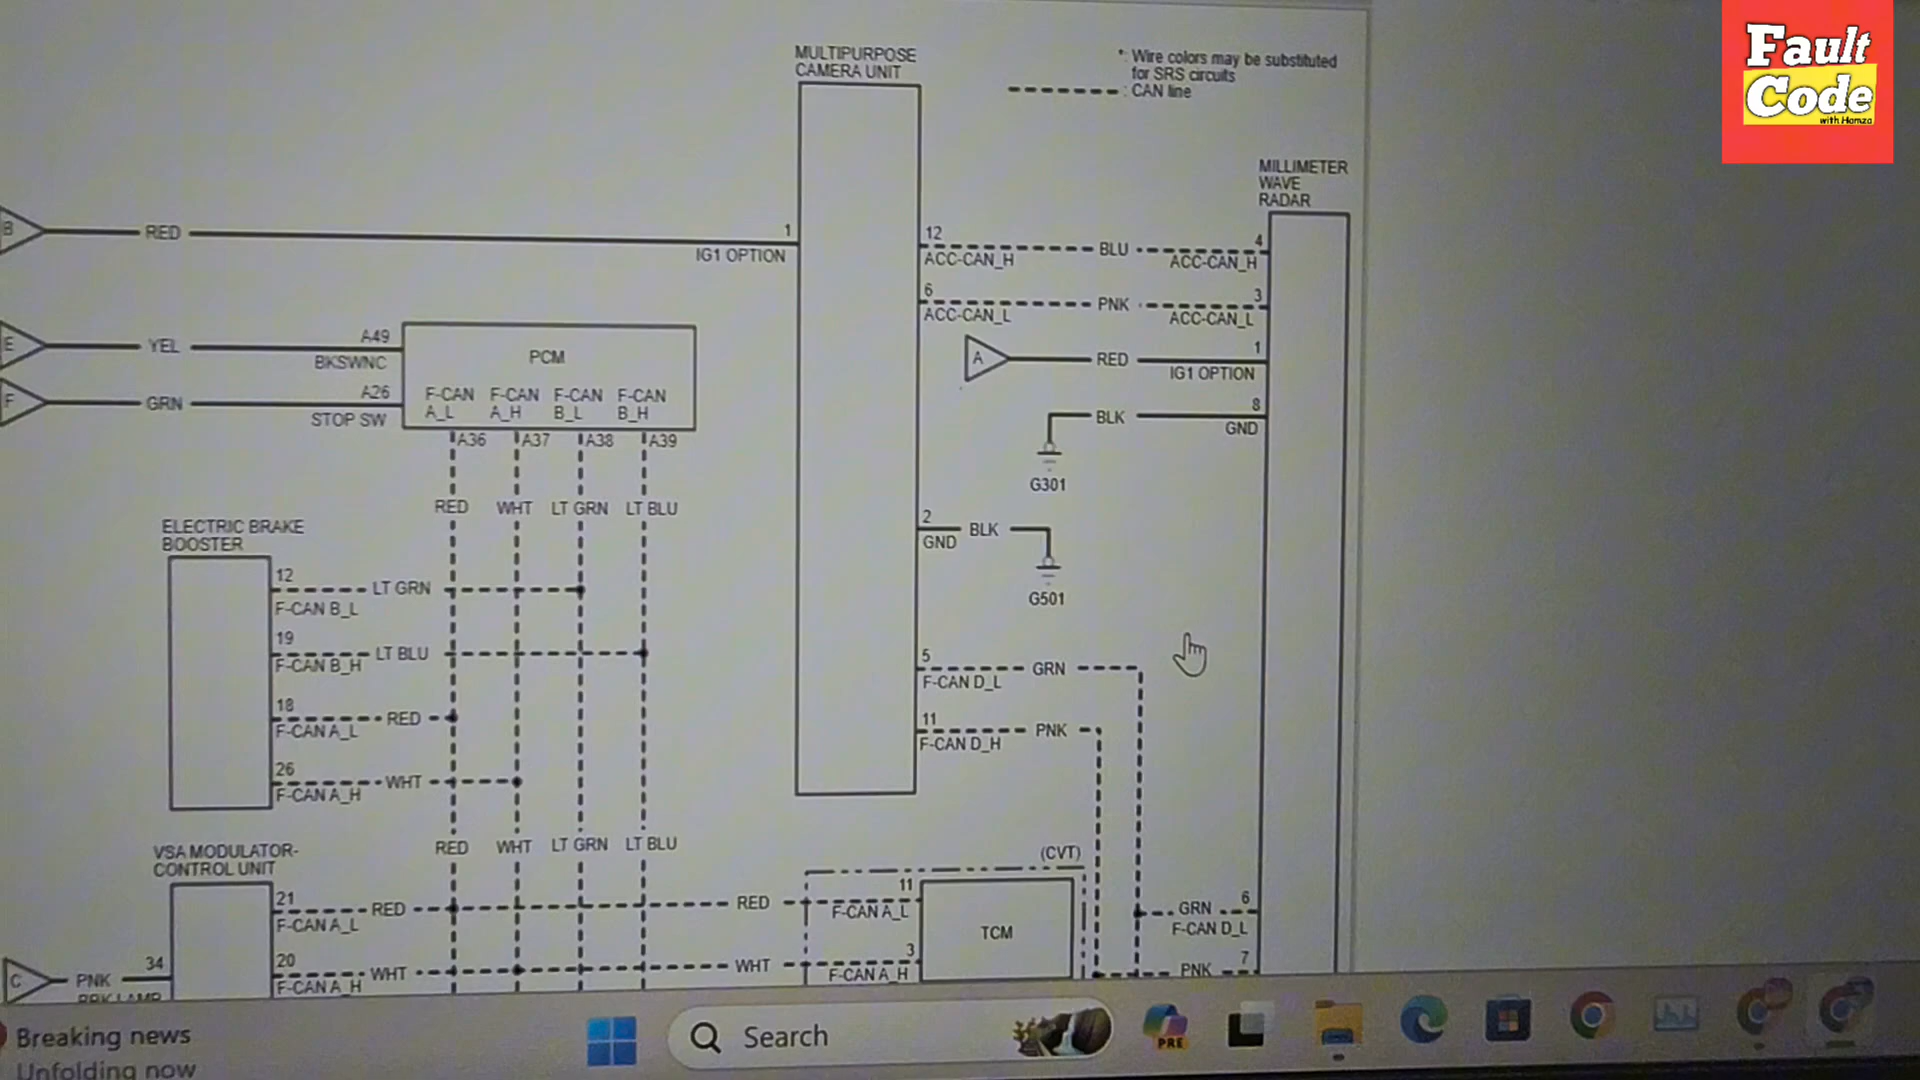 Fault
Code
with Hamza
MULTIPURPOSE
CAMERA UNIT
*: Wire colors may be substituted
for SRS circuits
: CAN line
MILLIMETER
WAVE
RADAR
B
RED
1
IG1 OPTION
12
ACC-CAN_H
BLU
4
ACC-CAN_H
6
ACC-CAN_L
PNK
3
ACC-CAN_L
A
RED
1
IG1 OPTION
BLK
8
GND
G301
E
YEL
A49
BKSWNC
F
GRN
A26
STOP SW
PCM
F-CAN F-CAN F-CAN F-CAN
A_L A_H B_L B_H
A36 A37 A38 A39
RED WHT LT GRN LT BLU
2
GND
BLK
G501
ELECTRIC BRAKE
BOOSTER
12
LT GRN
F-CAN B_L
19
LT BLU
F-CAN B_H
18
RED
F-CAN A_L
26
WHT
F-CAN A_H
5
GRN
F-CAN D_L
11
PNK
F-CAN D_H
RED WHT LT GRN LT BLU
VSA MODULATOR-
CONTROL UNIT
(CVT)
21
RED
F-CAN A_L
RED
11
F-CAN A_L
TCM
GRN
6
F-CAN D_L
20
WHT
F-CAN A_H
WHT
3
F-CAN A_H
PNK
7
C
PNK
34
BRK LAMP
Breaking news
Unfolding now
Search
PRE